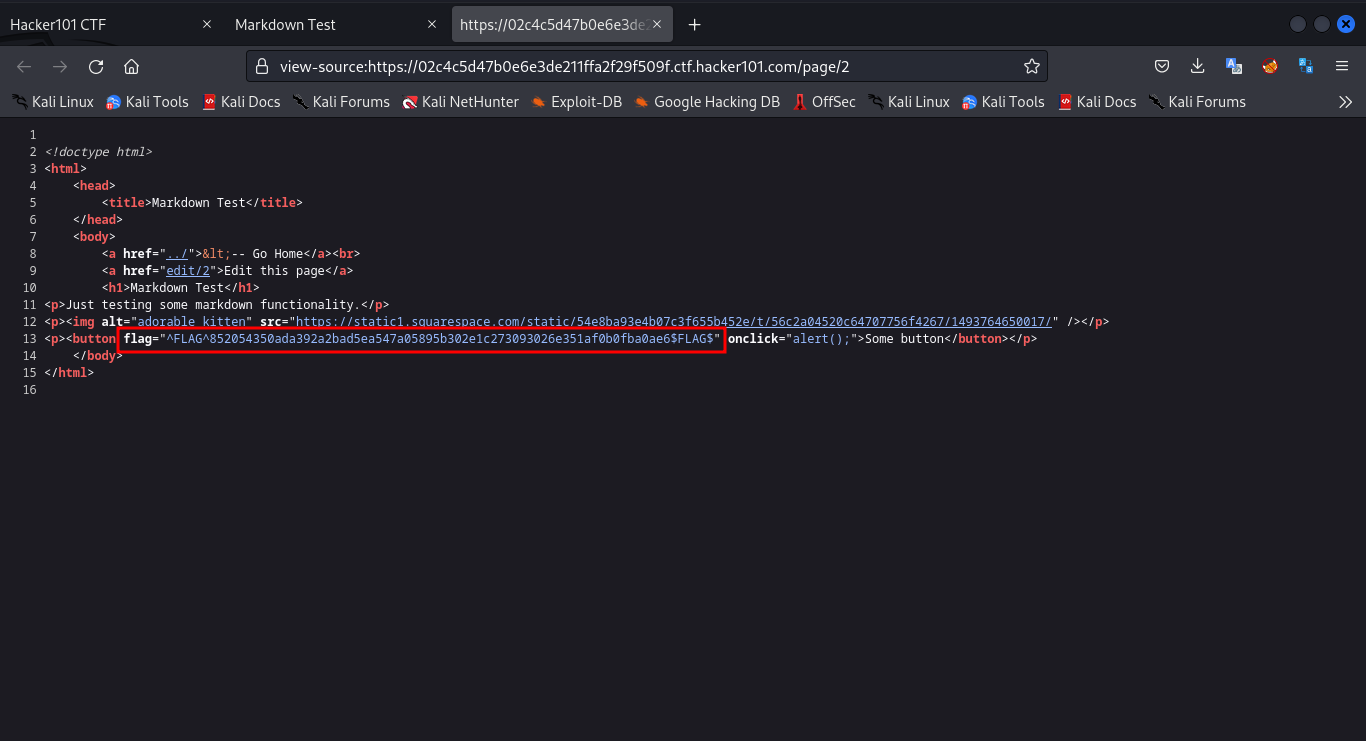 Hacker101 CTF × Markdown Test × https://02c4c5d47b0e6e3de2 × +
view-source:https://02c4c5d47b0e6e3de211ffa2f29f509f.ctf.hacker101.com/page/2
Kali Linux Kali Tools Kali Docs Kali Forums Kali NetHunter Exploit-DB Google Hacking DB OffSec Kali Linux Kali Tools Kali Docs Kali Forums
1
2 <!doctype html>
3 <html>
4 <head>
5 <title>Markdown Test</title>
6 </head>
7 <body>
8 <a href="../">&lt;-- Go Home</a><br>
9 <a href="edit/2">Edit this page</a>
10 <h1>Markdown Test</h1>
11 <p>Just testing some markdown functionality.</p>
12 <p><img alt="adorable kitten" src="https://static1.squarespace.com/static/54e8ba93e4b07c3f655b452e/t/56c2a04520c64707756f4267/1493764650017/" /></p>
13 <p><button flag="^FLAG^852054350ada392a2bad5ea547a05895b302e1c273093026e351af0b0fba0ae6$FLAG$" onclick="alert();">Some button</button></p>
14 </body>
15 </html>
16